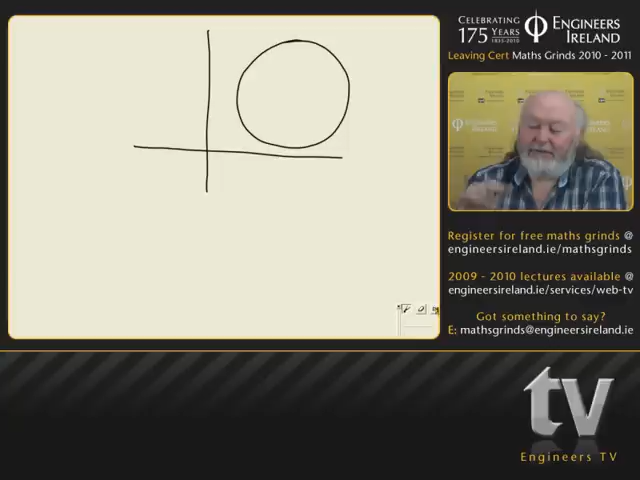 CELEBRATING
175 YEARS
1835-2010
ENGINEERS
IRELAND
Leaving Cert Maths Grinds 2010 - 2011
Register for free maths grinds @
engineersireland.ie/mathsgrinds
2009 - 2010 lectures available @
engineersireland.ie/services/web-tv
Got something to say?
E: mathsgrinds@engineersireland.ie
tv
Engineers TV